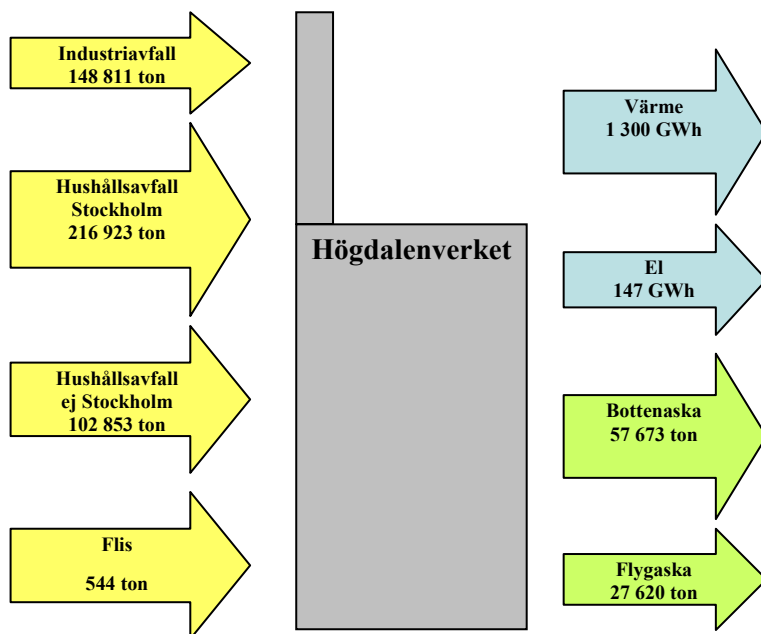 Industriavfall
148 811 ton
Hushållsavfall
Stockholm
216 923 ton
Hushållsavfall
ej Stockholm
102 853 ton
Flis
544 ton
Högdalenverket
Värme
1 300 GWh
El
147 GWh
Bottenaska
57 673 ton
Flygaska
27 620 ton